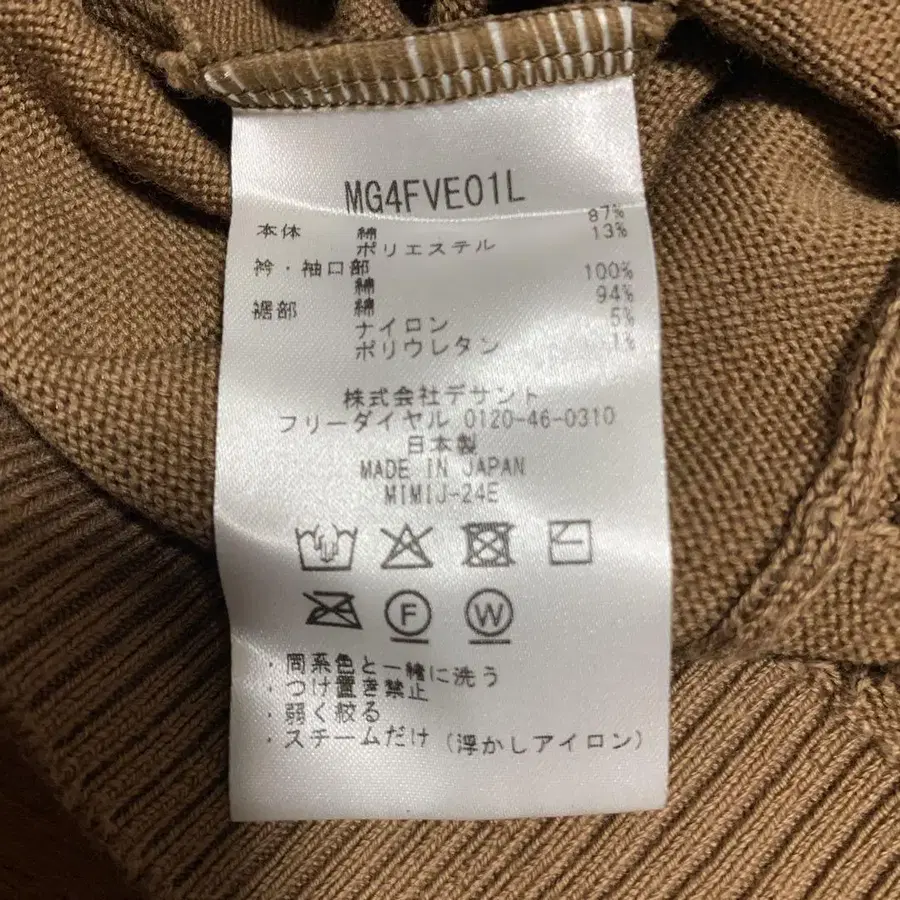 MG4FVE01L
本体 綿 87%
ポリエステル 13%
衿・袖口部
綿 100%
裾部 綿 94%
ナイロン 5%
ポリウレタン 1%
株式会社デサント
フリーダイヤル 0120-46-0310
日本製
MADE IN JAPAN
MIMIJ-24E
F W
・同系色と一緒に洗う
・つけ置き禁止
・弱く絞る
・スチームだけ（浮かしアイロン）